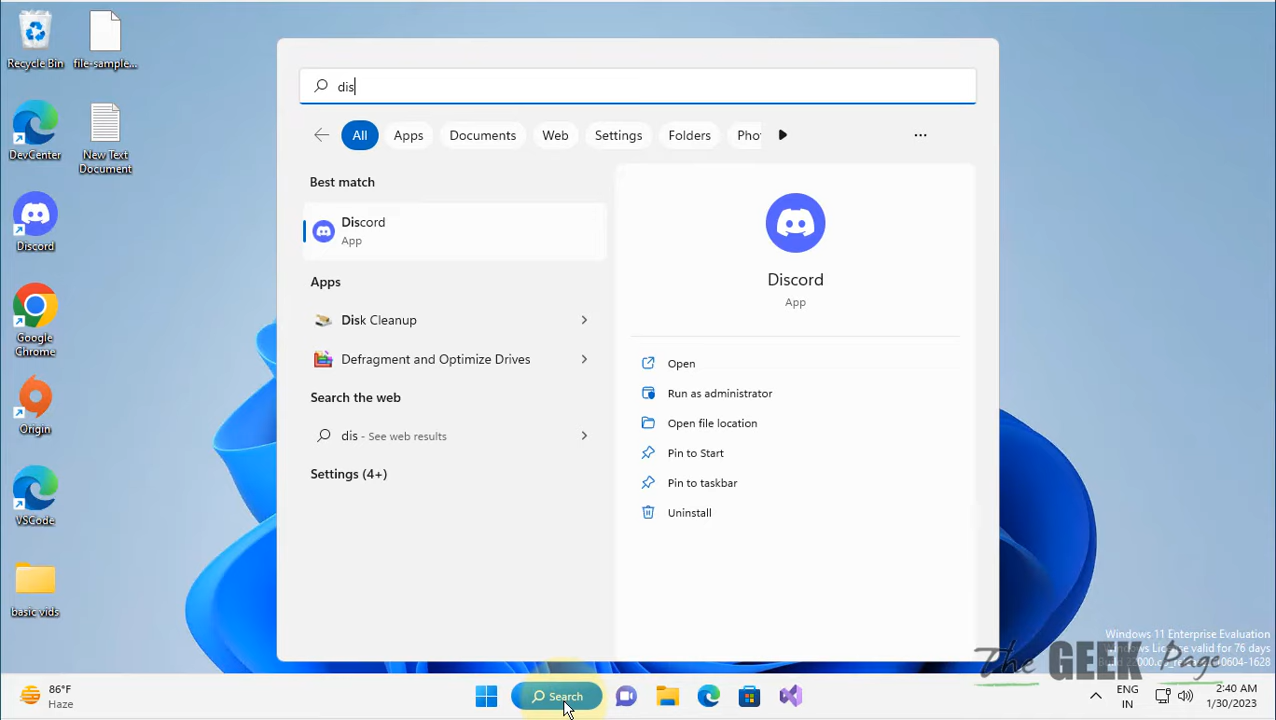 Recycle Bin
file-sample...
DevCenter
New Text
Document
Discord
Google
Chrome
Origin
VSCode
basic vids
dis
All
Apps
Documents
Web
Settings
Folders
Pho
...
Best match
Discord
App
Apps
Disk Cleanup
Defragment and Optimize Drives
Search the web
dis - See web results
Settings (4+)
Discord
App
Open
Run as administrator
Open file location
Pin to Start
Pin to taskbar
Uninstall
Windows 11 Enterprise Evaluation
Windows License valid for 76 days
The GEEK Page
0604-1628
86°F
Haze
Search
ENG
IN
2:40 AM
1/30/2023